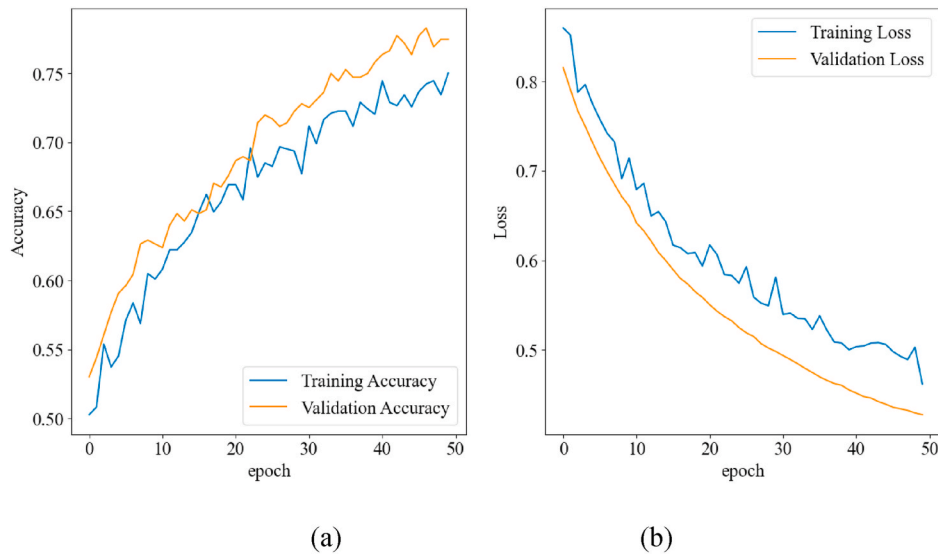 0.75
0.70
0.65
0.60
0.55
0.50
Accuracy
Training Accuracy
Validation Accuracy
0 10 20 30 40 50
epoch
(a)
Training Loss
Validation Loss
0.8
0.7
0.6
0.5
Loss
0 10 20 30 40 50
epoch
(b)